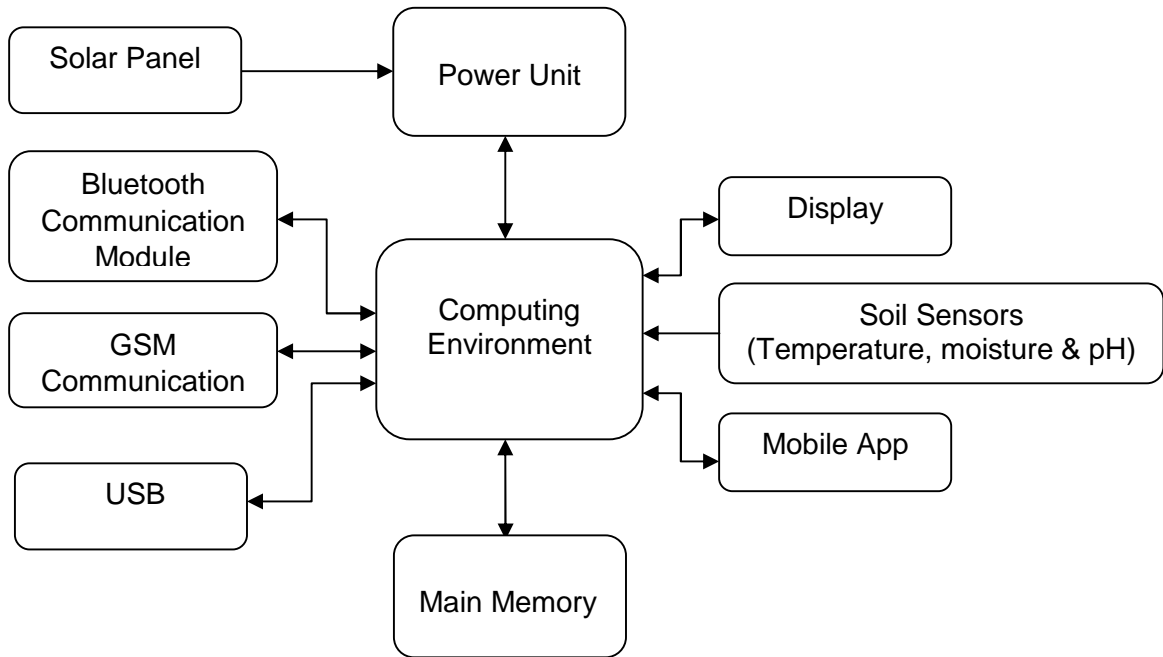 Solar Panel
Power Unit
Bluetooth
Communication
Module
Display
Computing
Environment
Soil Sensors
(Temperature, moisture & pH)
GSM
Communication
Mobile App
USB
Main Memory